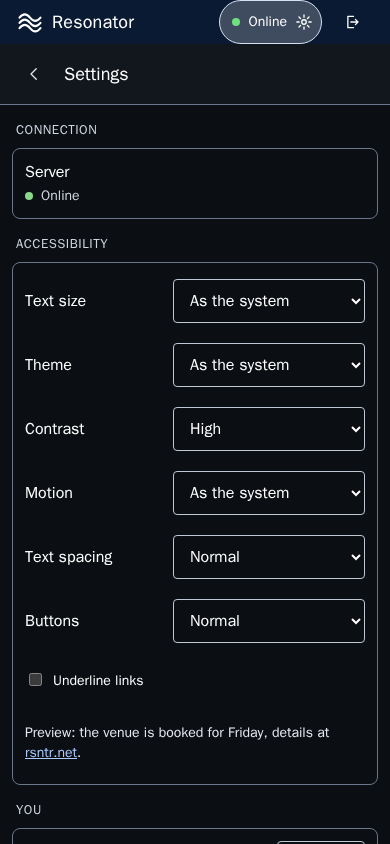 Resonator
Online
Settings
CONNECTION
Server
Online
ACCESSIBILITY
Text size
As the system
Theme
As the system
Contrast
High
Motion
As the system
Text spacing
Normal
Buttons
Normal
Underline links
Preview: the venue is booked for Friday, details at
rsntr.net.
YOU